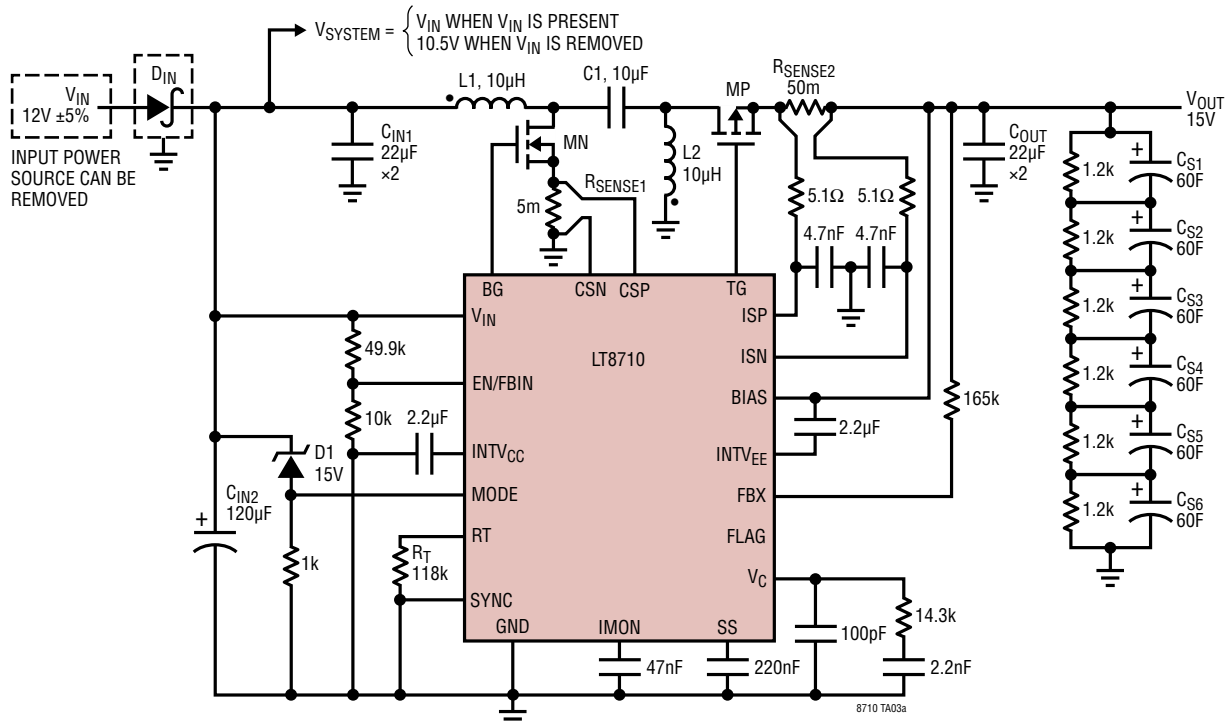 V_SYSTEM = { V_IN WHEN V_IN IS PRESENT
10.5V WHEN V_IN IS REMOVED
V_IN
12V ±5%
INPUT POWER
SOURCE CAN BE
REMOVED
D_IN
C_IN1
22µF
×2
L1, 10µH
C1, 10µF
MN
R_SENSE1
5m
L2
10µH
MP
R_SENSE2
50m
5.1Ω
5.1Ω
4.7nF
4.7nF
C_OUT
22µF
×2
V_OUT
15V
1.2k
C_S1
60F
1.2k
C_S2
60F
1.2k
C_S3
60F
1.2k
C_S4
60F
1.2k
C_S5
60F
1.2k
C_S6
60F
BG
CSN
CSP
TG
V_IN
ISP
LT8710
ISN
49.9k
EN/FBIN
BIAS
165k
10k
2.2µF
2.2µF
INTV_CC
INTV_EE
D1
15V
MODE
FBX
C_IN2
120µF
RT
FLAG
1k
R_T
118k
V_C
SYNC
14.3k
GND
IMON
SS
100pF
47nF
220nF
2.2nF
8710 TA03a